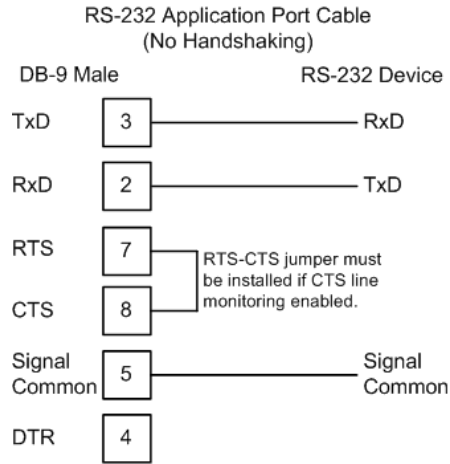 RS-232 Application Port Cable
(No Handshaking)
DB-9 Male
RS-232 Device
TxD 3 RxD
RxD 2 TxD
RTS 7
RTS-CTS jumper must
be installed if CTS line
monitoring enabled.
CTS 8
Signal
Common 5
Signal
Common
DTR 4